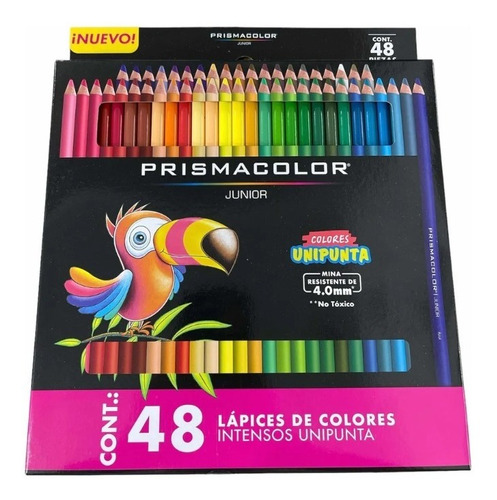 ¡NUEVO!
PRISMACOLOR
JUNIOR
CONT.
48
PIEZAS
PRISMACOLOR®
JUNIOR
COLORES
UNIPUNTA
MINA
RESISTENTE DE
4.0mm**
**No Tóxico
PRISMACOLOR JUNIOR
CONT.: 48
LÁPICES DE COLORES
INTENSOS UNIPUNTA